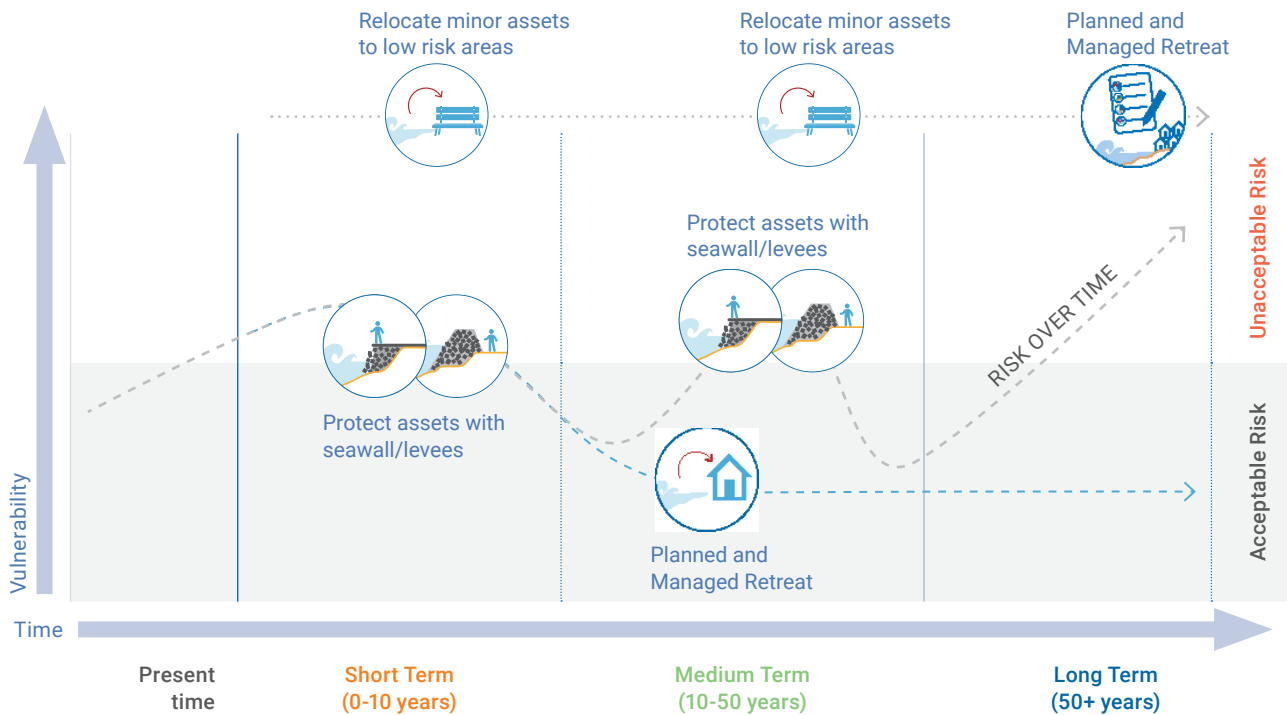 Relocate minor assets
to low risk areas
Relocate minor assets
to low risk areas
Planned and
Managed Retreat
Protect assets with
seawall/levees
Protect assets with
seawall/levees
Planned and
Managed Retreat
RISK OVER TIME
Unacceptable Risk
Acceptable Risk
Vulnerability
Time
Present
time
Short Term
(0-10 years)
Medium Term
(10-50 years)
Long Term
(50+ years)